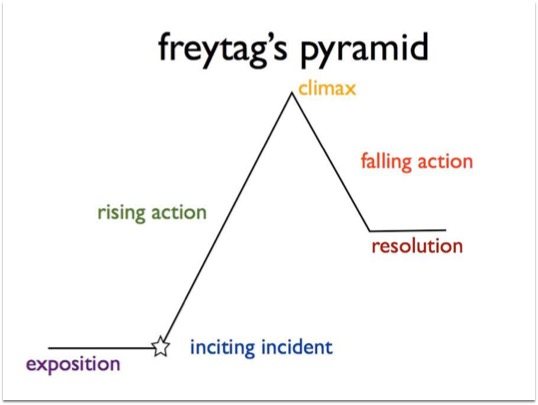 freytag's pyramid
climax
falling action
rising action
resolution
inciting incident
exposition